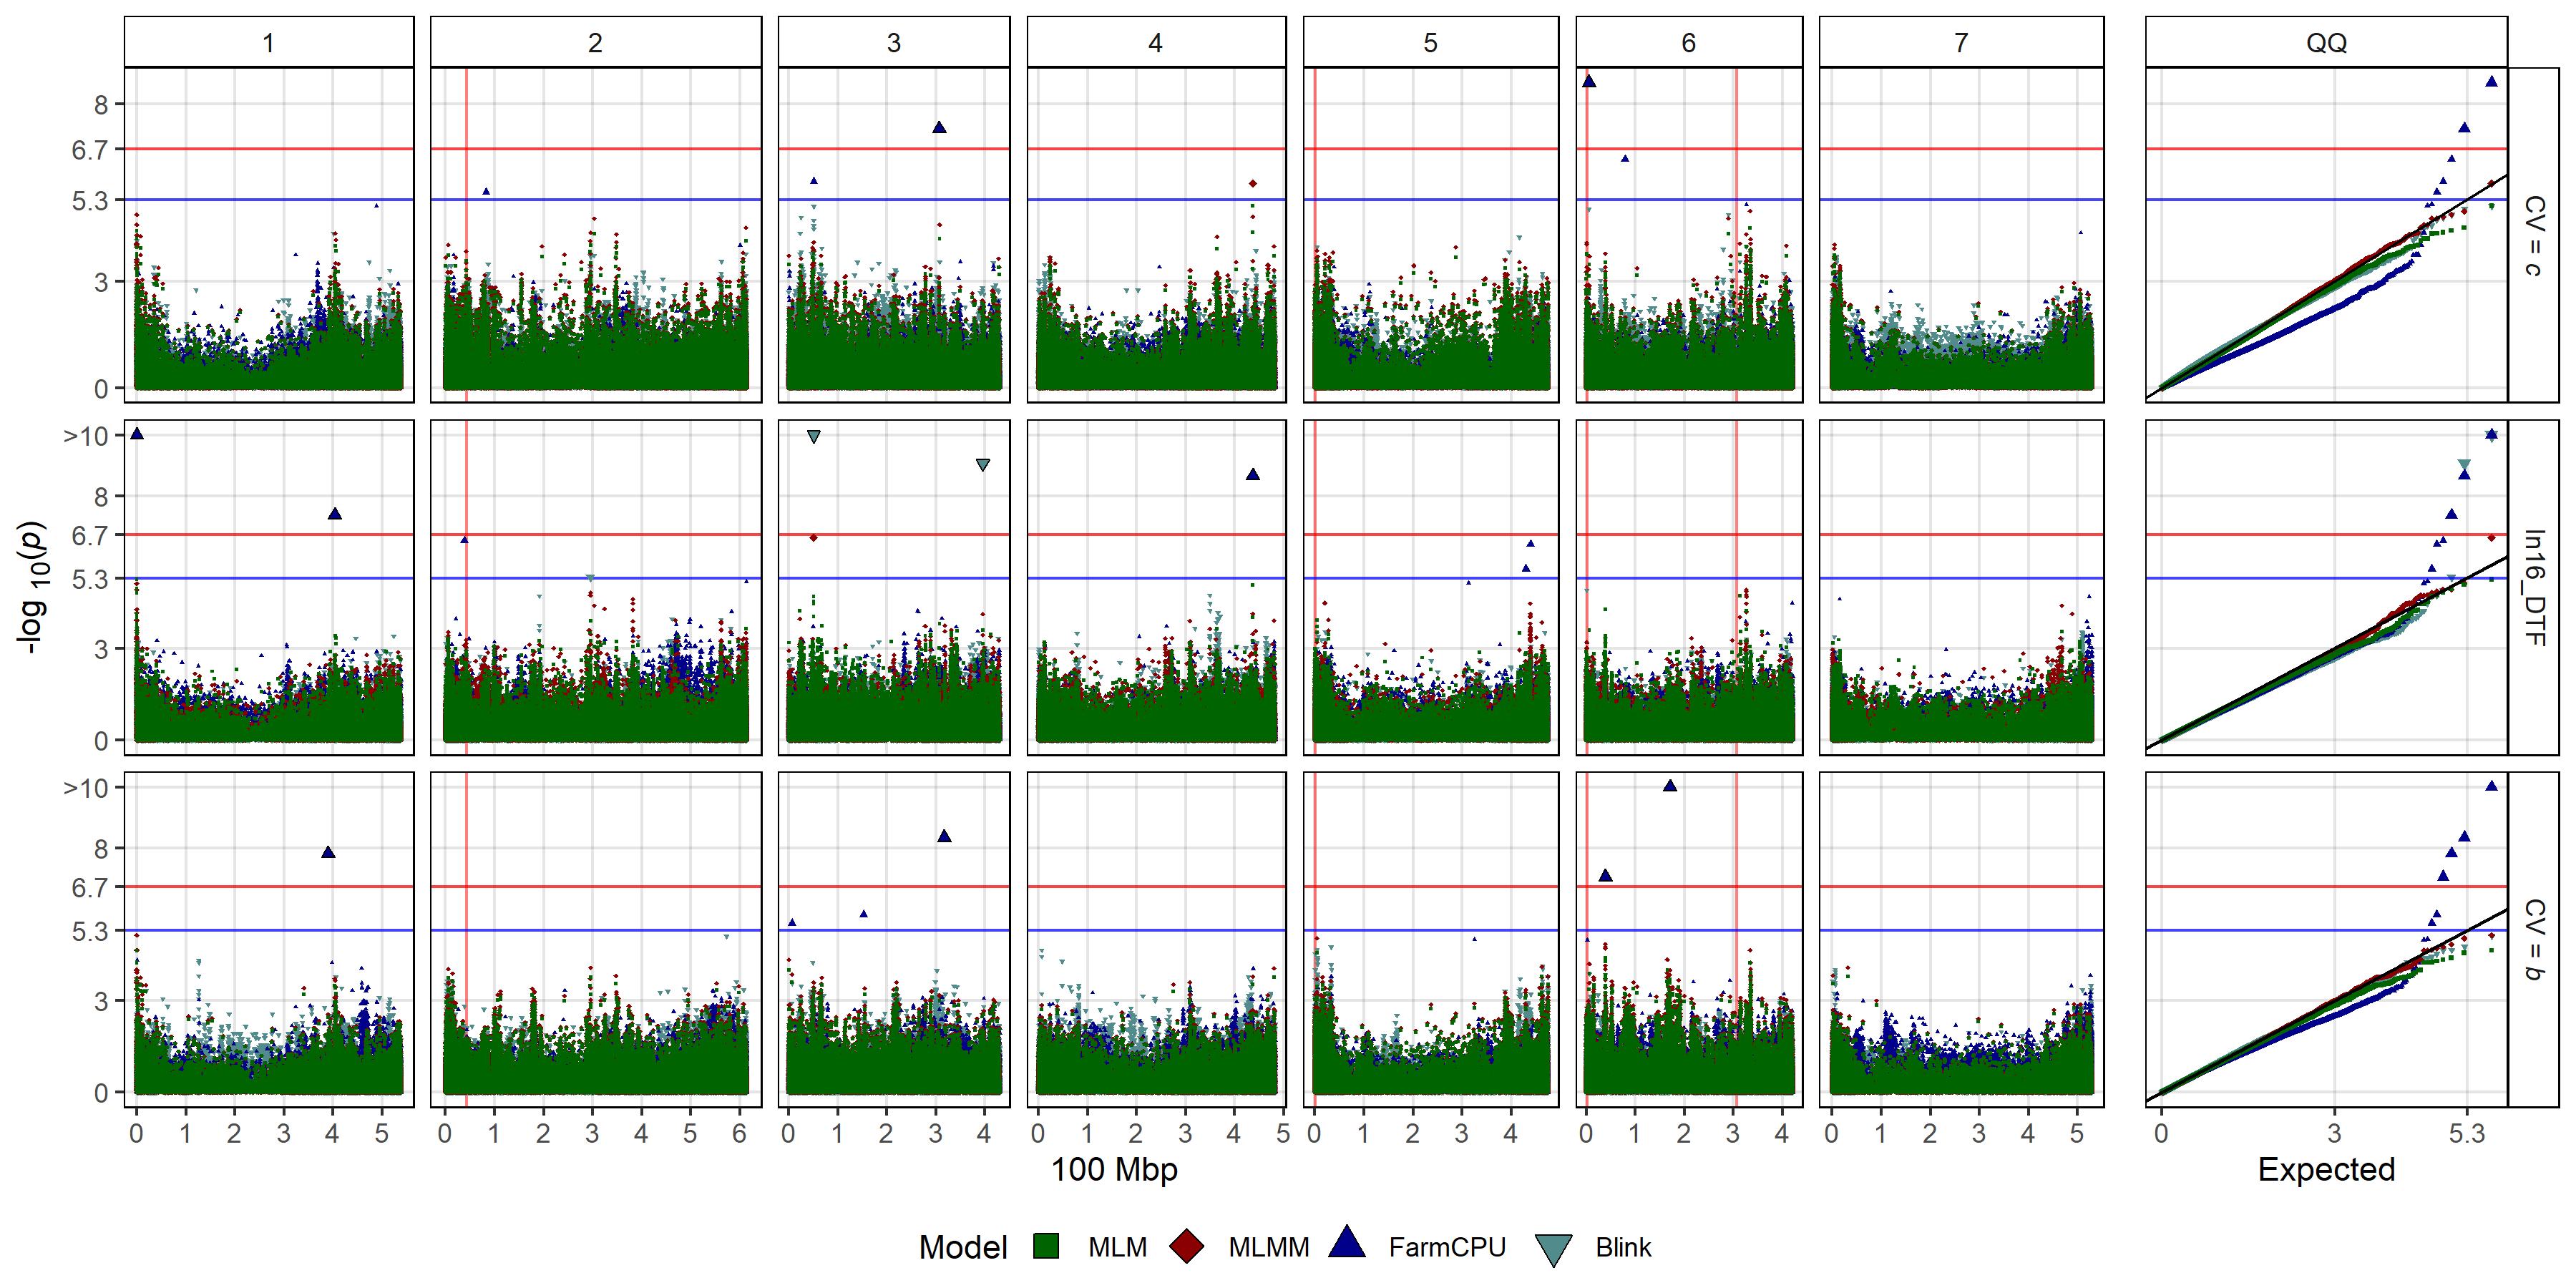 1 2 3 4 5 6 7 QQ
8
6.7
5.3
3
0
CV = c
>10
8
6.7
5.3
3
0
In16_DTF
>10
8
6.7
5.3
3
0
CV = b
-log 10(p)
0 1 2 3 4 5 0 1 2 3 4 5 6 0 1 2 3 4 0 1 2 3 4 5 0 1 2 3 4 0 1 2 3 4 0 1 2 3 4 5 0 3 5.3
100 Mbp Expected
Model MLM MLMM FarmCPU Blink